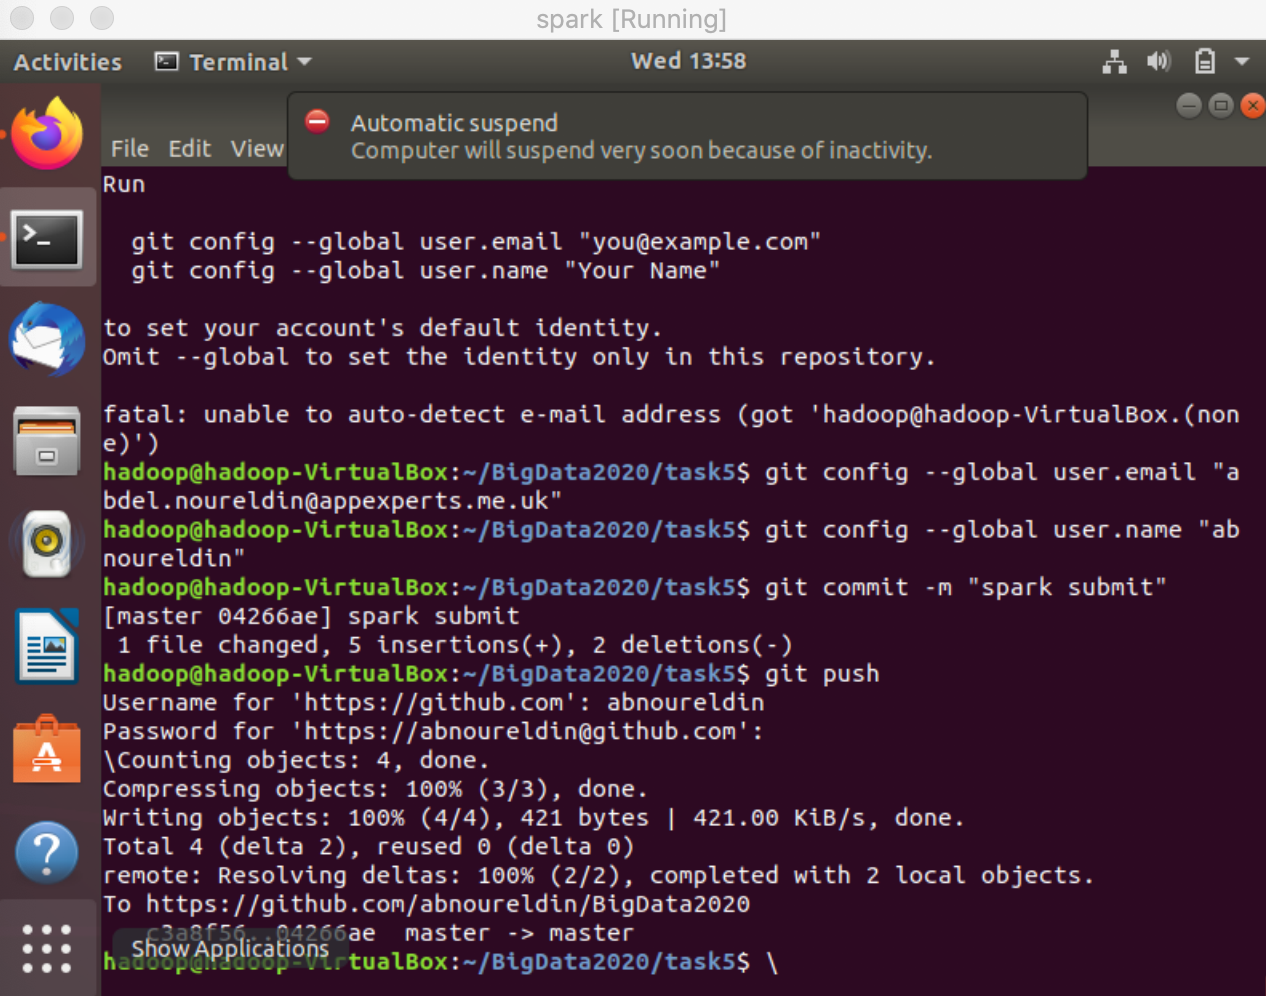 spark [Running]
Activities Terminal Wed 13:58
Automatic suspend
Computer will suspend very soon because of inactivity.
File Edit View
Run
git config --global user.email "you@example.com"
git config --global user.name "Your Name"
to set your account's default identity.
Omit --global to set the identity only in this repository.
fatal: unable to auto-detect e-mail address (got 'hadoop@hadoop-VirtualBox.(non
e)')
hadoop@hadoop-VirtualBox:~/BigData2020/task5$ git config --global user.email "a
bdel.noureldin@appexperts.me.uk"
hadoop@hadoop-VirtualBox:~/BigData2020/task5$ git config --global user.name "ab
noureldin"
hadoop@hadoop-VirtualBox:~/BigData2020/task5$ git commit -m "spark submit"
[master 04266ae] spark submit
1 file changed, 5 insertions(+), 2 deletions(-)
hadoop@hadoop-VirtualBox:~/BigData2020/task5$ git push
Username for 'https://github.com': abnoureldin
Password for 'https://abnoureldin@github.com':
\Counting objects: 4, done.
Compressing objects: 100% (3/3), done.
Writing objects: 100% (4/4), 421 bytes | 421.00 KiB/s, done.
Total 4 (delta 2), reused 0 (delta 0)
remote: Resolving deltas: 100% (2/2), completed with 2 local objects.
To https://github.com/abnoureldin/BigData2020
c3a8f56..04266ae master -> master
Show Applications
hadoop@hadoop-VirtualBox:~/BigData2020/task5$ \